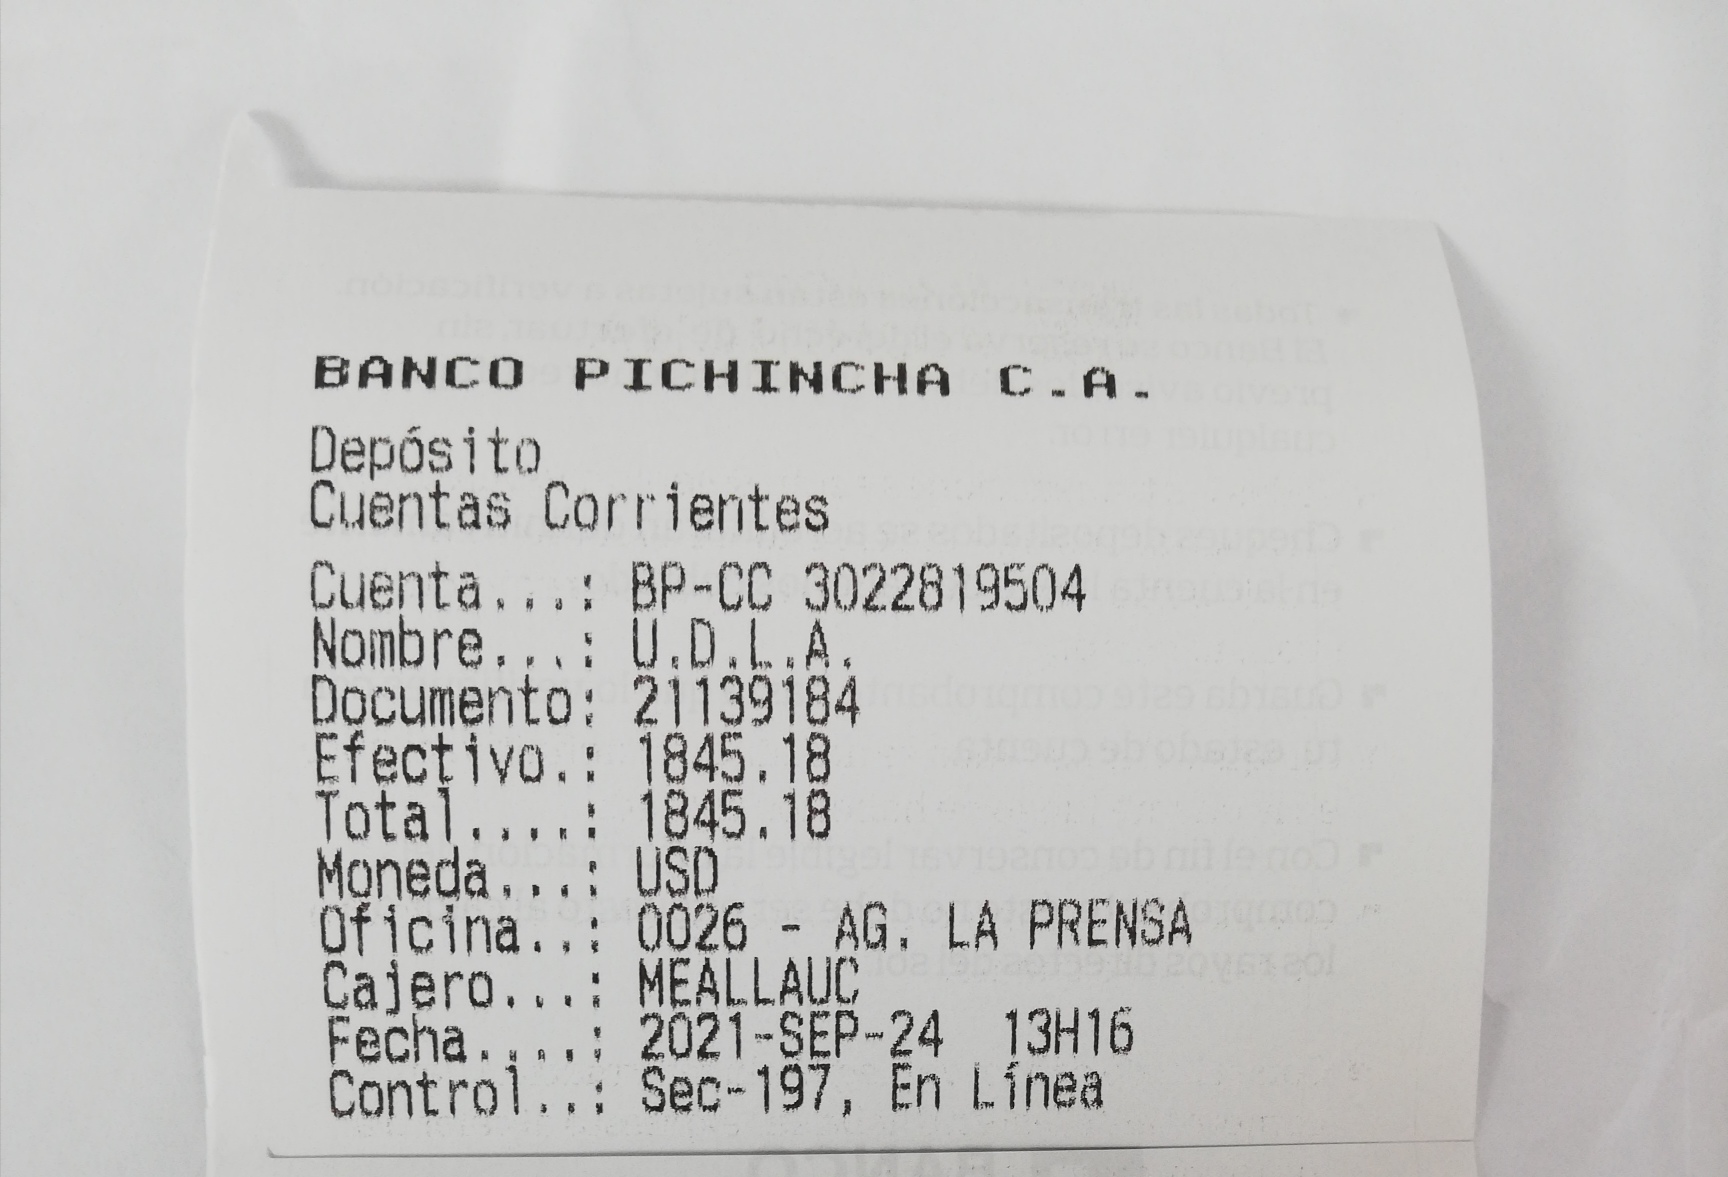 BANCO PICHINCHA C.A.
Depósito
Cuentas Corrientes
Cuenta...: BP-CC 3022819504
Nombre...: U.D.L.A.
Documento: 21139184
Efectivo.: 1845.18
Total....: 1845.18
Moneda...: USD
Oficina..: 0026 - AG. LA PRENSA
Cajero...: MEALLAUC
Fecha....: 2021-SEP-24 13H16
Control..: Sec-197, En Línea